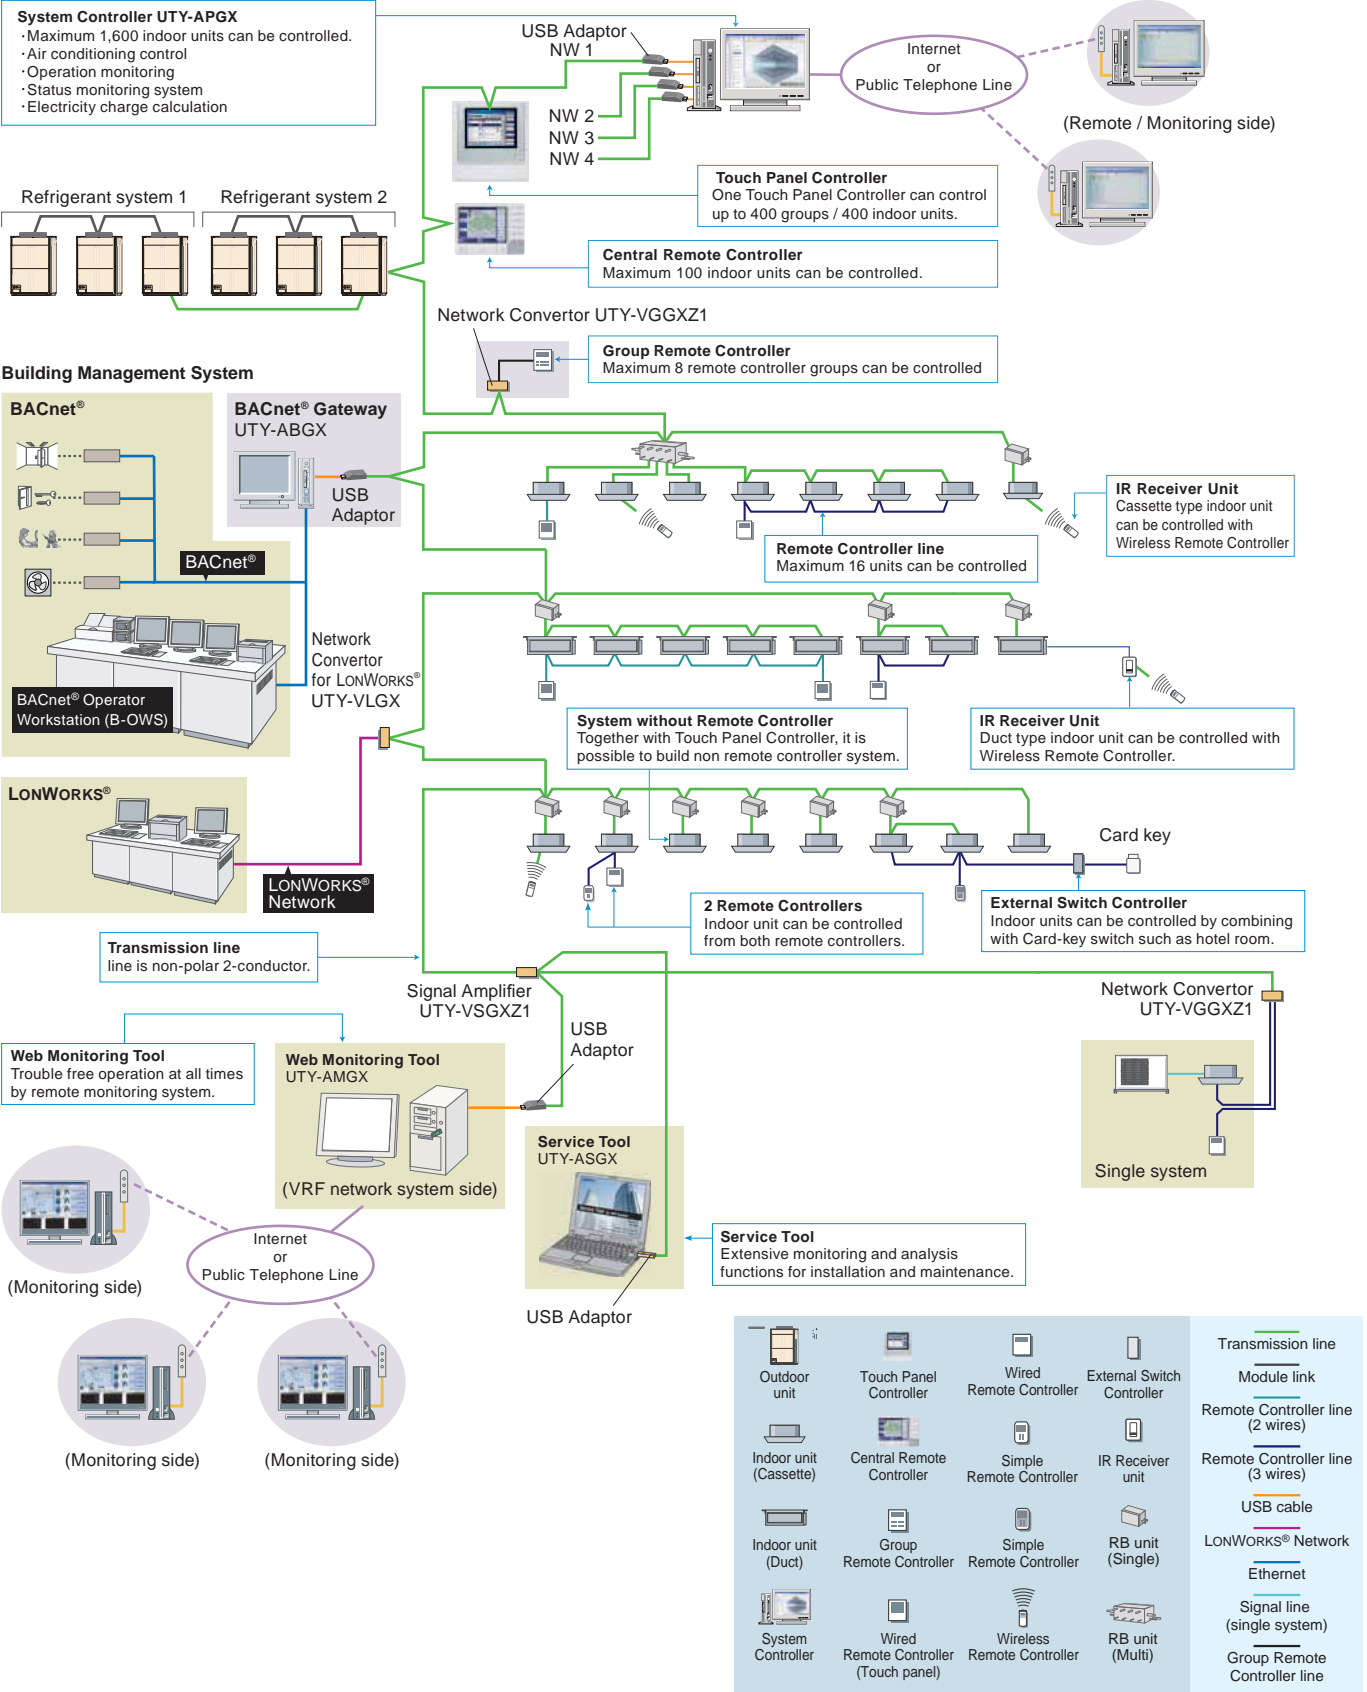 System Controller UTY-APGX
･Maximum 1,600 indoor units can be controlled.
･Air conditioning control
･Operation monitoring
･Status monitoring system
･Electricity charge calculation
USB Adaptor
NW 1
NW 2
NW 3
NW 4
Internet
or
Public Telephone Line
(Remote / Monitoring side)
Touch Panel Controller
One Touch Panel Controller can control
up to 400 groups / 400 indoor units.
Refrigerant system 1
Refrigerant system 2
Central Remote Controller
Maximum 100 indoor units can be controlled.
Network Convertor UTY-VGGXZ1
Group Remote Controller
Maximum 8 remote controller groups can be controlled
Building Management System
BACnet®
BACnet® Gateway
UTY-ABGX
USB
Adaptor
BACnet®
BACnet® Operator
Workstation (B-OWS)
IR Receiver Unit
Cassette type indoor unit
can be controlled with
Wireless Remote Controller
Remote Controller line
Maximum 16 units can be controlled
Network
Convertor
for LONWORKS®
UTY-VLGX
System without Remote Controller
Together with Touch Panel Controller, it is
possible to build non remote controller system.
IR Receiver Unit
Duct type indoor unit can be controlled with
Wireless Remote Controller.
LONWORKS®
LONWORKS®
Network
Card key
2 Remote Controllers
Indoor unit can be controlled
from both remote controllers.
External Switch Controller
Indoor units can be controlled by combining
with Card-key switch such as hotel room.
Transmission line
line is non-polar 2-conductor.
Signal Amplifier
UTY-VSGXZ1
Network Convertor
UTY-VGGXZ1
USB
Adaptor
Web Monitoring Tool
Trouble free operation at all times
by remote monitoring system.
Web Monitoring Tool
UTY-AMGX
(VRF network system side)
Service Tool
UTY-ASGX
Single system
Internet
or
Public Telephone Line
(Monitoring side)
Service Tool
Extensive monitoring and analysis
functions for installation and maintenance.
USB Adaptor
(Monitoring side)
(Monitoring side)
Outdoor
unit
Touch Panel
Controller
Wired
Remote Controller
External Switch
Controller
Indoor unit
(Cassette)
Central Remote
Controller
Simple
Remote Controller
IR Receiver
unit
Indoor unit
(Duct)
Group
Remote Controller
Simple
Remote Controller
RB unit
(Single)
System
Controller
Wired
Remote Controller
(Touch panel)
Wireless
Remote Controller
RB unit
(Multi)
Transmission line
Module link
Remote Controller line
(2 wires)
Remote Controller line
(3 wires)
USB cable
LONWORKS® Network
Ethernet
Signal line
(single system)
Group Remote
Controller line